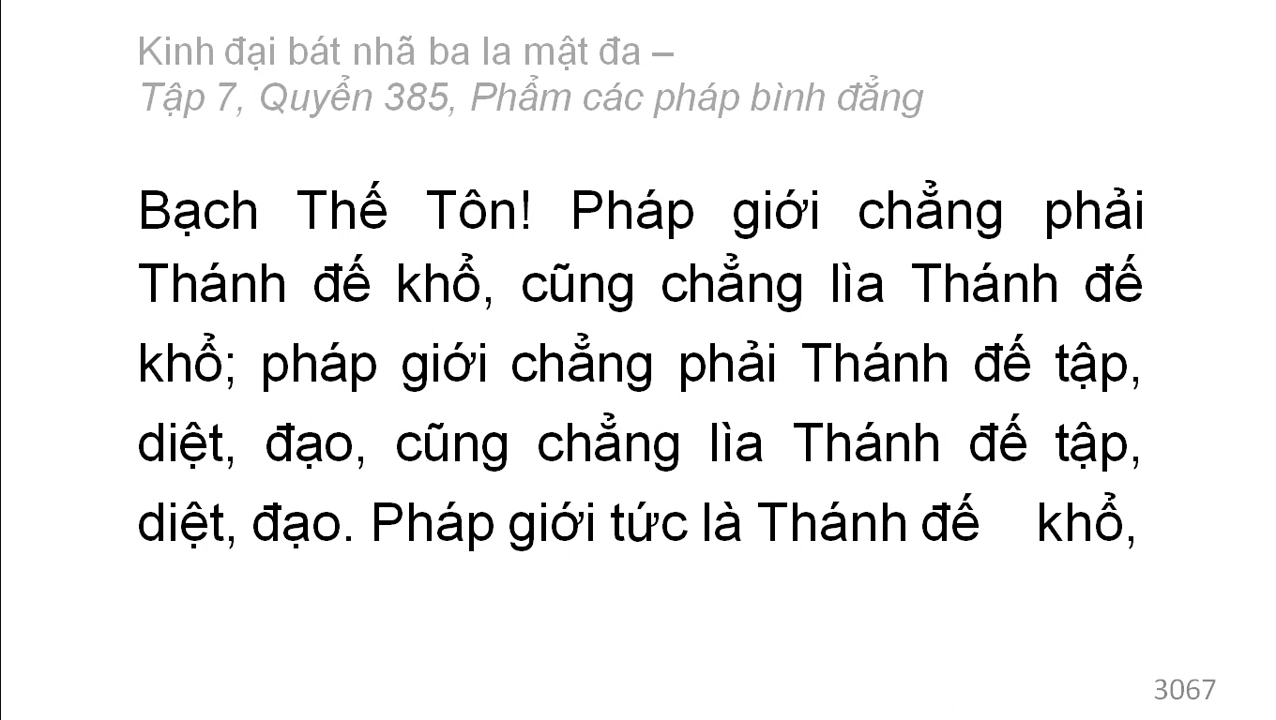 Kinh đại bát nhã ba la mật đa –
Tập 7, Quyển 385, Phẩm các pháp bình đẳng
Bạch Thế Tôn! Pháp giới chẳng phải
Thánh đế khổ, cũng chẳng lìa Thánh đế
khổ; pháp giới chẳng phải Thánh đế tập,
diệt, đạo, cũng chẳng lìa Thánh đế tập,
diệt, đạo. Pháp giới tức là Thánh đế khổ,
3067